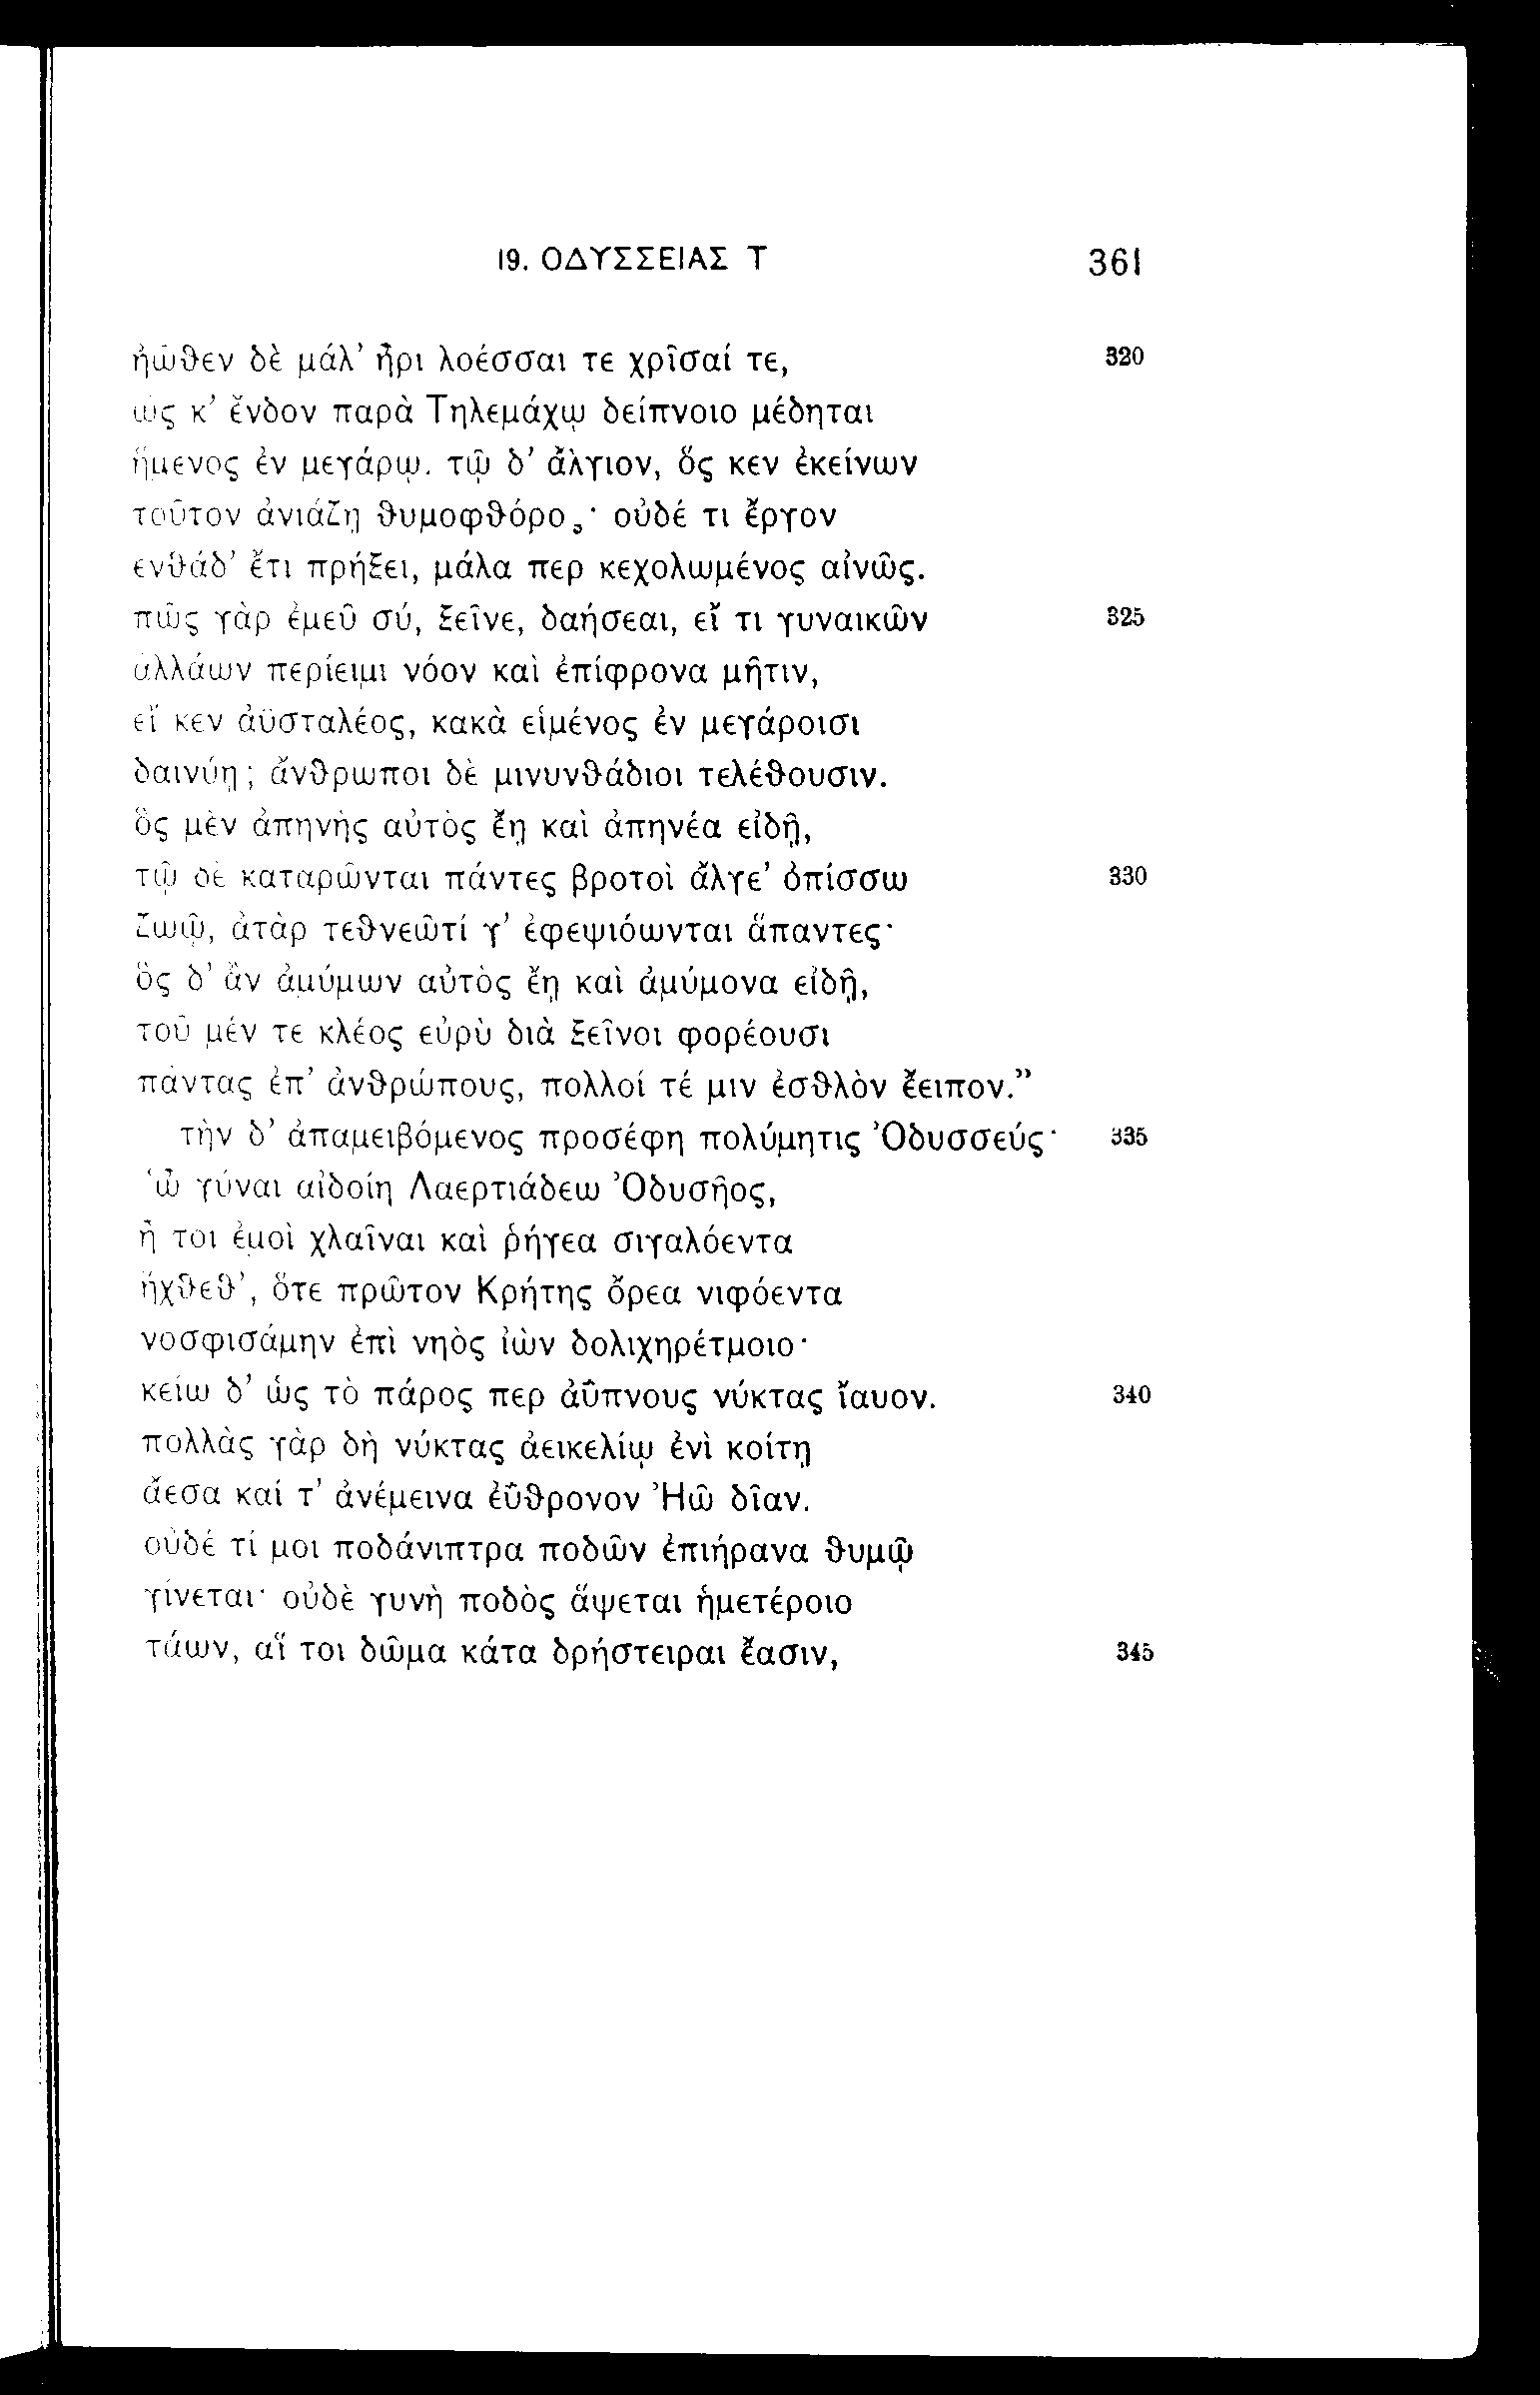 19. ΟΔΥΣΣΕΙΑΣ Τ 361
ἠῶθεν δὲ μάλ’ ἦρι λοέσσαι τε χρῖσαί τε, 320
ὥς κ’ ἔνδον παρὰ Τηλεμάχῳ δείπνοιο μέδηται
ἥμενος ἐν μεγάρῳ. τῷ δ’ ἄλγιον, ὅς κεν ἐκείνων
τοῦτον ἀνιάζῃ θυμοφθόρος· οὐδέ τι ἔργον
ἐνθάδ’ ἔτι πρήξει, μάλα περ κεχολωμένος αἰνῶς.
πῶς γὰρ ἐμεῦ σύ, ξεῖνε, δαήσεαι, εἴ τι γυναικῶν 325
ἀλλάων περίειμι νόον καὶ ἐπίφρονα μῆτιν,
εἴ κεν ἀϋσταλέος, κακὰ εἱμένος ἐν μεγάροισι
δαινύῃ; ἄνθρωποι δὲ μινυνθάδιοι τελέθουσιν.
ὃς μὲν ἀπηνὴς αὐτὸς ἔῃ καὶ ἀπηνέα εἰδῇ,
τῷ δὲ καταρῶνται πάντες βροτοὶ ἄλγε’ ὀπίσσω 330
ζωῷ, ἀτὰρ τεθνεῶτί γ’ ἐφεψιόωνται ἅπαντες·
ὃς δ’ ἂν ἀμύμων αὐτὸς ἔῃ καὶ ἀμύμονα εἰδῇ,
τοῦ μέν τε κλέος εὐρὺ διὰ ξεῖνοι φορέουσι
πάντας ἐπ’ ἀνθρώπους, πολλοί τέ μιν ἐσθλὸν ἔειπον.”
τὴν δ’ ἀπαμειβόμενος προσέφη πολύμητις Ὀδυσσεύς· 335
“ὦ γύναι αἰδοίη Λαερτιάδεω Ὀδυσῆος,
ἦ τοι ἐμοὶ χλαῖναι καὶ ῥήγεα σιγαλόεντα
ἤχθεθ’, ὅτε πρῶτον Κρήτης ὄρεα νιφόεντα
νοσφισάμην ἐπὶ νηὸς ἰὼν δολιχηρέτμοιο·
κείω δ’ ὡς τὸ πάρος περ ἀΰπνους νύκτας ἴαυον. 340
πολλὰς γὰρ δὴ νύκτας ἀεικελίῳ ἐνὶ κοίτῃ
ἄεσα καί τ’ ἀνέμεινα ἐΰθρονον Ἠῶ δῖαν.
οὐδέ τί μοι ποδάνιπτρα ποδῶν ἐπιήρανα θυμῷ
γίνεται· οὐδὲ γυνὴ ποδὸς ἅψεται ἡμετέροιο
τάων, αἵ τοι δῶμα κάτα δρήστειραι ἔασιν, 345